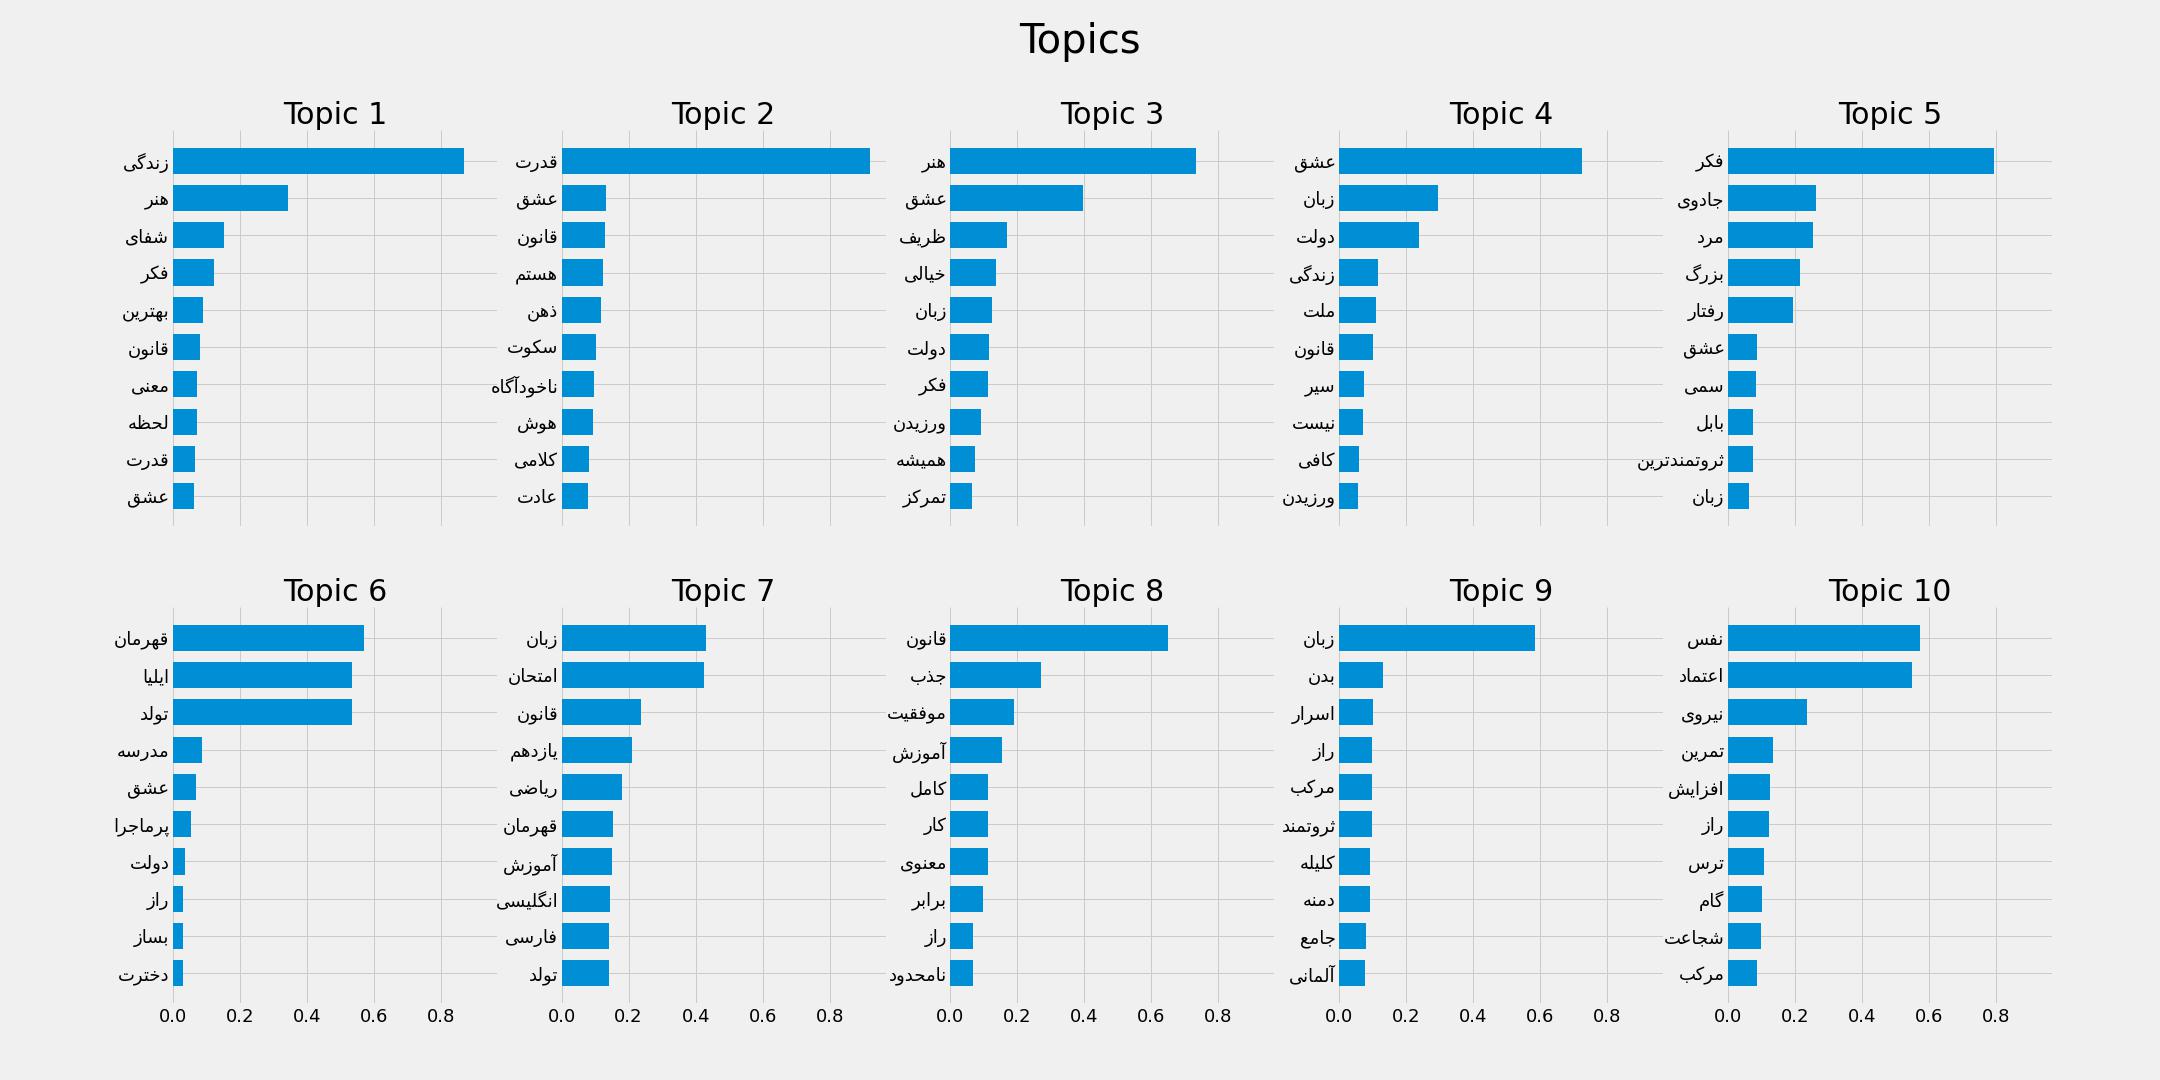 Topics
Topic 1
زندگی
هنر
شفای
فکر
بهترین
قانون
معنی
لحظه
قدرت
عشق
Topic 2
قدرت
عشق
قانون
هستم
ذهن
سکوت
ناخودآگاه
هوش
کلامی
عادت
Topic 3
هنر
عشق
ظریف
خیالی
زبان
دولت
فکر
ورزیدن
همیشه
تمرکز
Topic 4
عشق
زبان
دولت
زندگی
ملت
قانون
سیر
نیست
کافی
ورزیدن
Topic 5
فکر
جادوی
مرد
بزرگ
رفتار
عشق
سمی
بابل
ثروتمندترین
زبان
Topic 6
قهرمان
ایلیا
تولد
مدرسه
عشق
پرماجرا
دولت
راز
بساز
دخترت
0.0 0.2 0.4 0.6 0.8
Topic 7
زبان
امتحان
قانون
یازدهم
ریاضی
قهرمان
آموزش
انگلیسی
فارسی
تولد
0.0 0.2 0.4 0.6 0.8
Topic 8
قانون
جذب
موفقیت
آموزش
کامل
کار
معنوی
برابر
راز
نامحدود
0.0 0.2 0.4 0.6 0.8
Topic 9
زبان
بدن
اسرار
راز
مرکب
ثروتمند
کلیله
دمنه
جامع
آلمانی
0.0 0.2 0.4 0.6 0.8
Topic 10
نفس
اعتماد
نیروی
تمرین
افزایش
راز
ترس
گام
شجاعت
مرکب
0.0 0.2 0.4 0.6 0.8